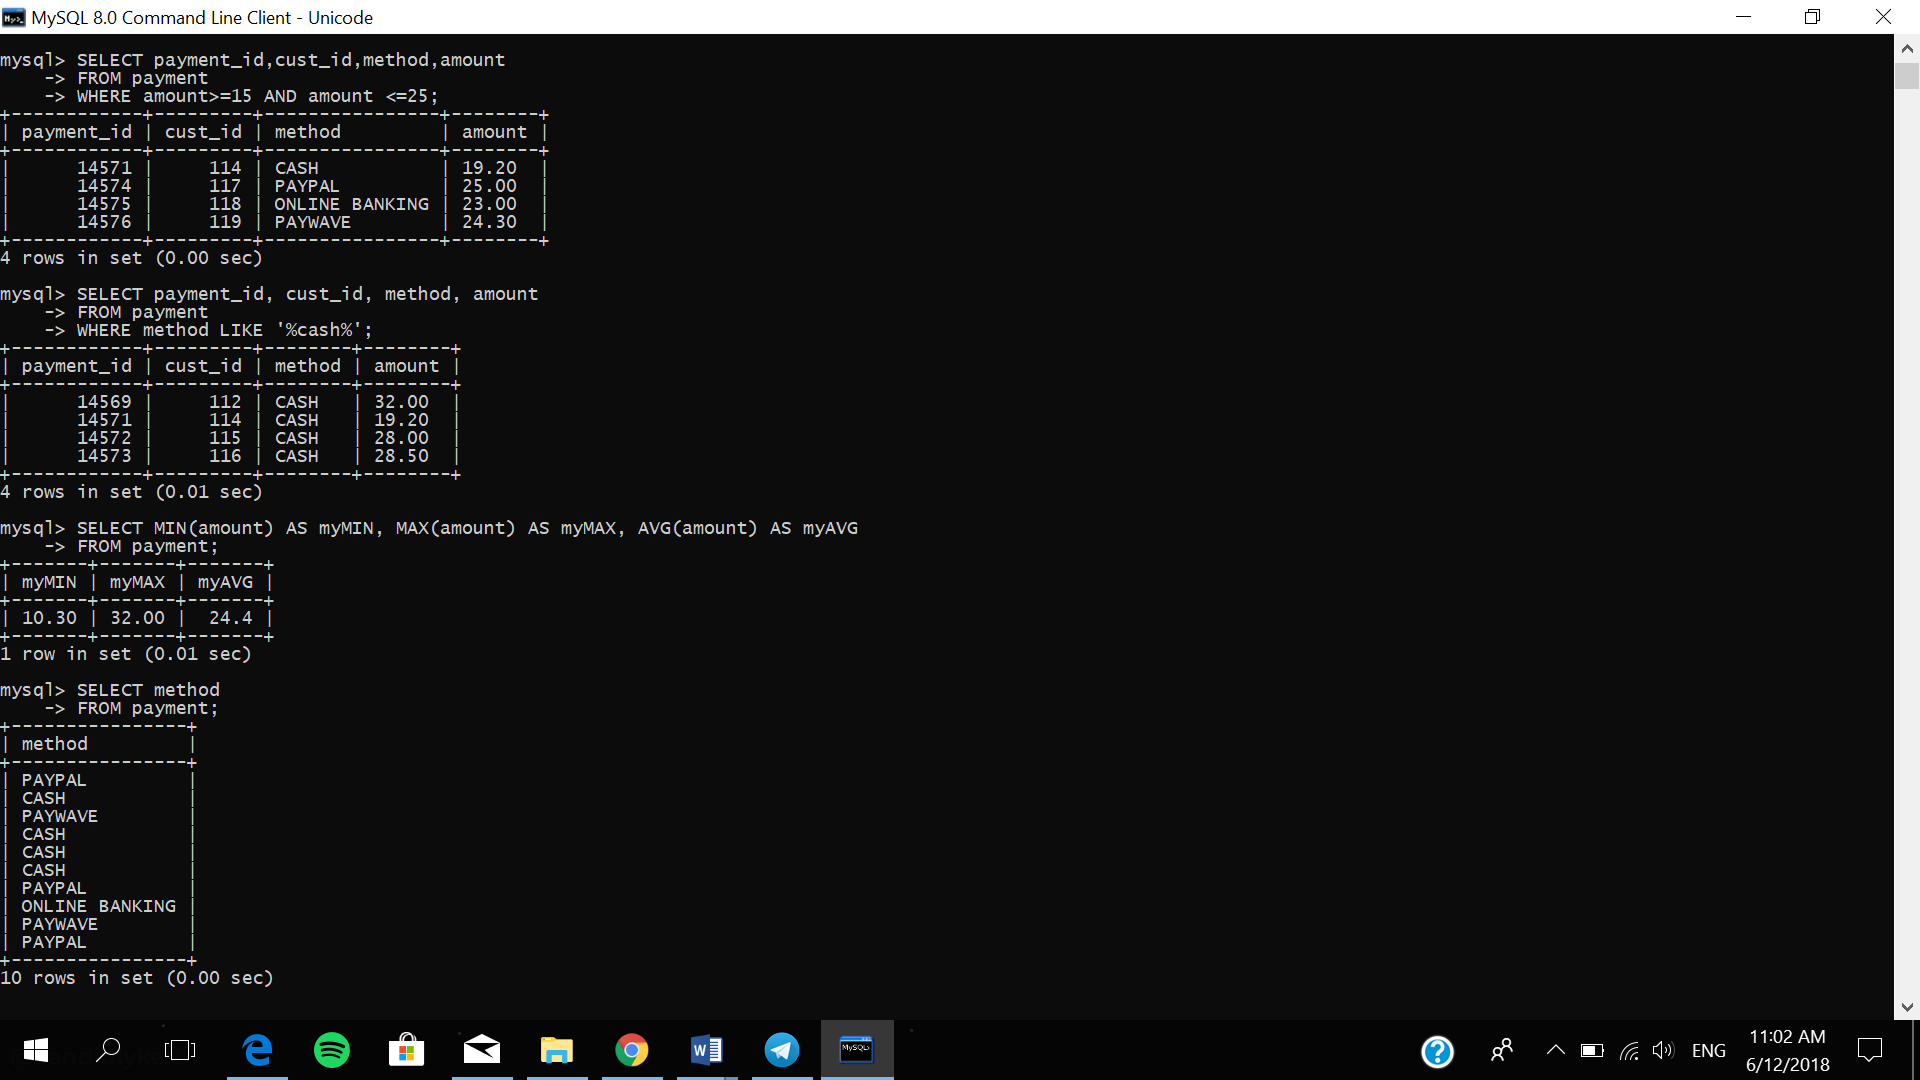 MySQL 8.0 Command Line Client - Unicode
mysql> SELECT payment_id,cust_id,method,amount
    -> FROM payment
    -> WHERE amount>=15 AND amount <=25;
+------------+---------+----------------+--------+
| payment_id | cust_id | method         | amount |
+------------+---------+----------------+--------+
|      14571 |     114 | CASH           | 19.20  |
|      14574 |     117 | PAYPAL         | 25.00  |
|      14575 |     118 | ONLINE BANKING | 23.00  |
|      14576 |     119 | PAYWAVE        | 24.30  |
+------------+---------+----------------+--------+
4 rows in set (0.00 sec)
mysql> SELECT payment_id, cust_id, method, amount
    -> FROM payment
    -> WHERE method LIKE '%cash%';
+------------+---------+--------+--------+
| payment_id | cust_id | method | amount |
+------------+---------+--------+--------+
|      14569 |     112 | CASH   | 32.00  |
|      14571 |     114 | CASH   | 19.20  |
|      14572 |     115 | CASH   | 28.00  |
|      14573 |     116 | CASH   | 28.50  |
+------------+---------+--------+--------+
4 rows in set (0.01 sec)
mysql> SELECT MIN(amount) AS myMIN, MAX(amount) AS myMAX, AVG(amount) AS myAVG
    -> FROM payment;
+-------+-------+-------+
| myMIN | myMAX | myAVG |
+-------+-------+-------+
| 10.30 | 32.00 |  24.4 |
+-------+-------+-------+
1 row in set (0.01 sec)
mysql> SELECT method
    -> FROM payment;
+----------------+
| method         |
+----------------+
| PAYPAL         |
| CASH           |
| PAYWAVE        |
| CASH           |
| CASH           |
| CASH           |
| PAYPAL         |
| ONLINE BANKING |
| PAYWAVE        |
| PAYPAL         |
+----------------+
10 rows in set (0.00 sec)
W
MySQL>
?
ENG
11:02 AM
6/12/2018